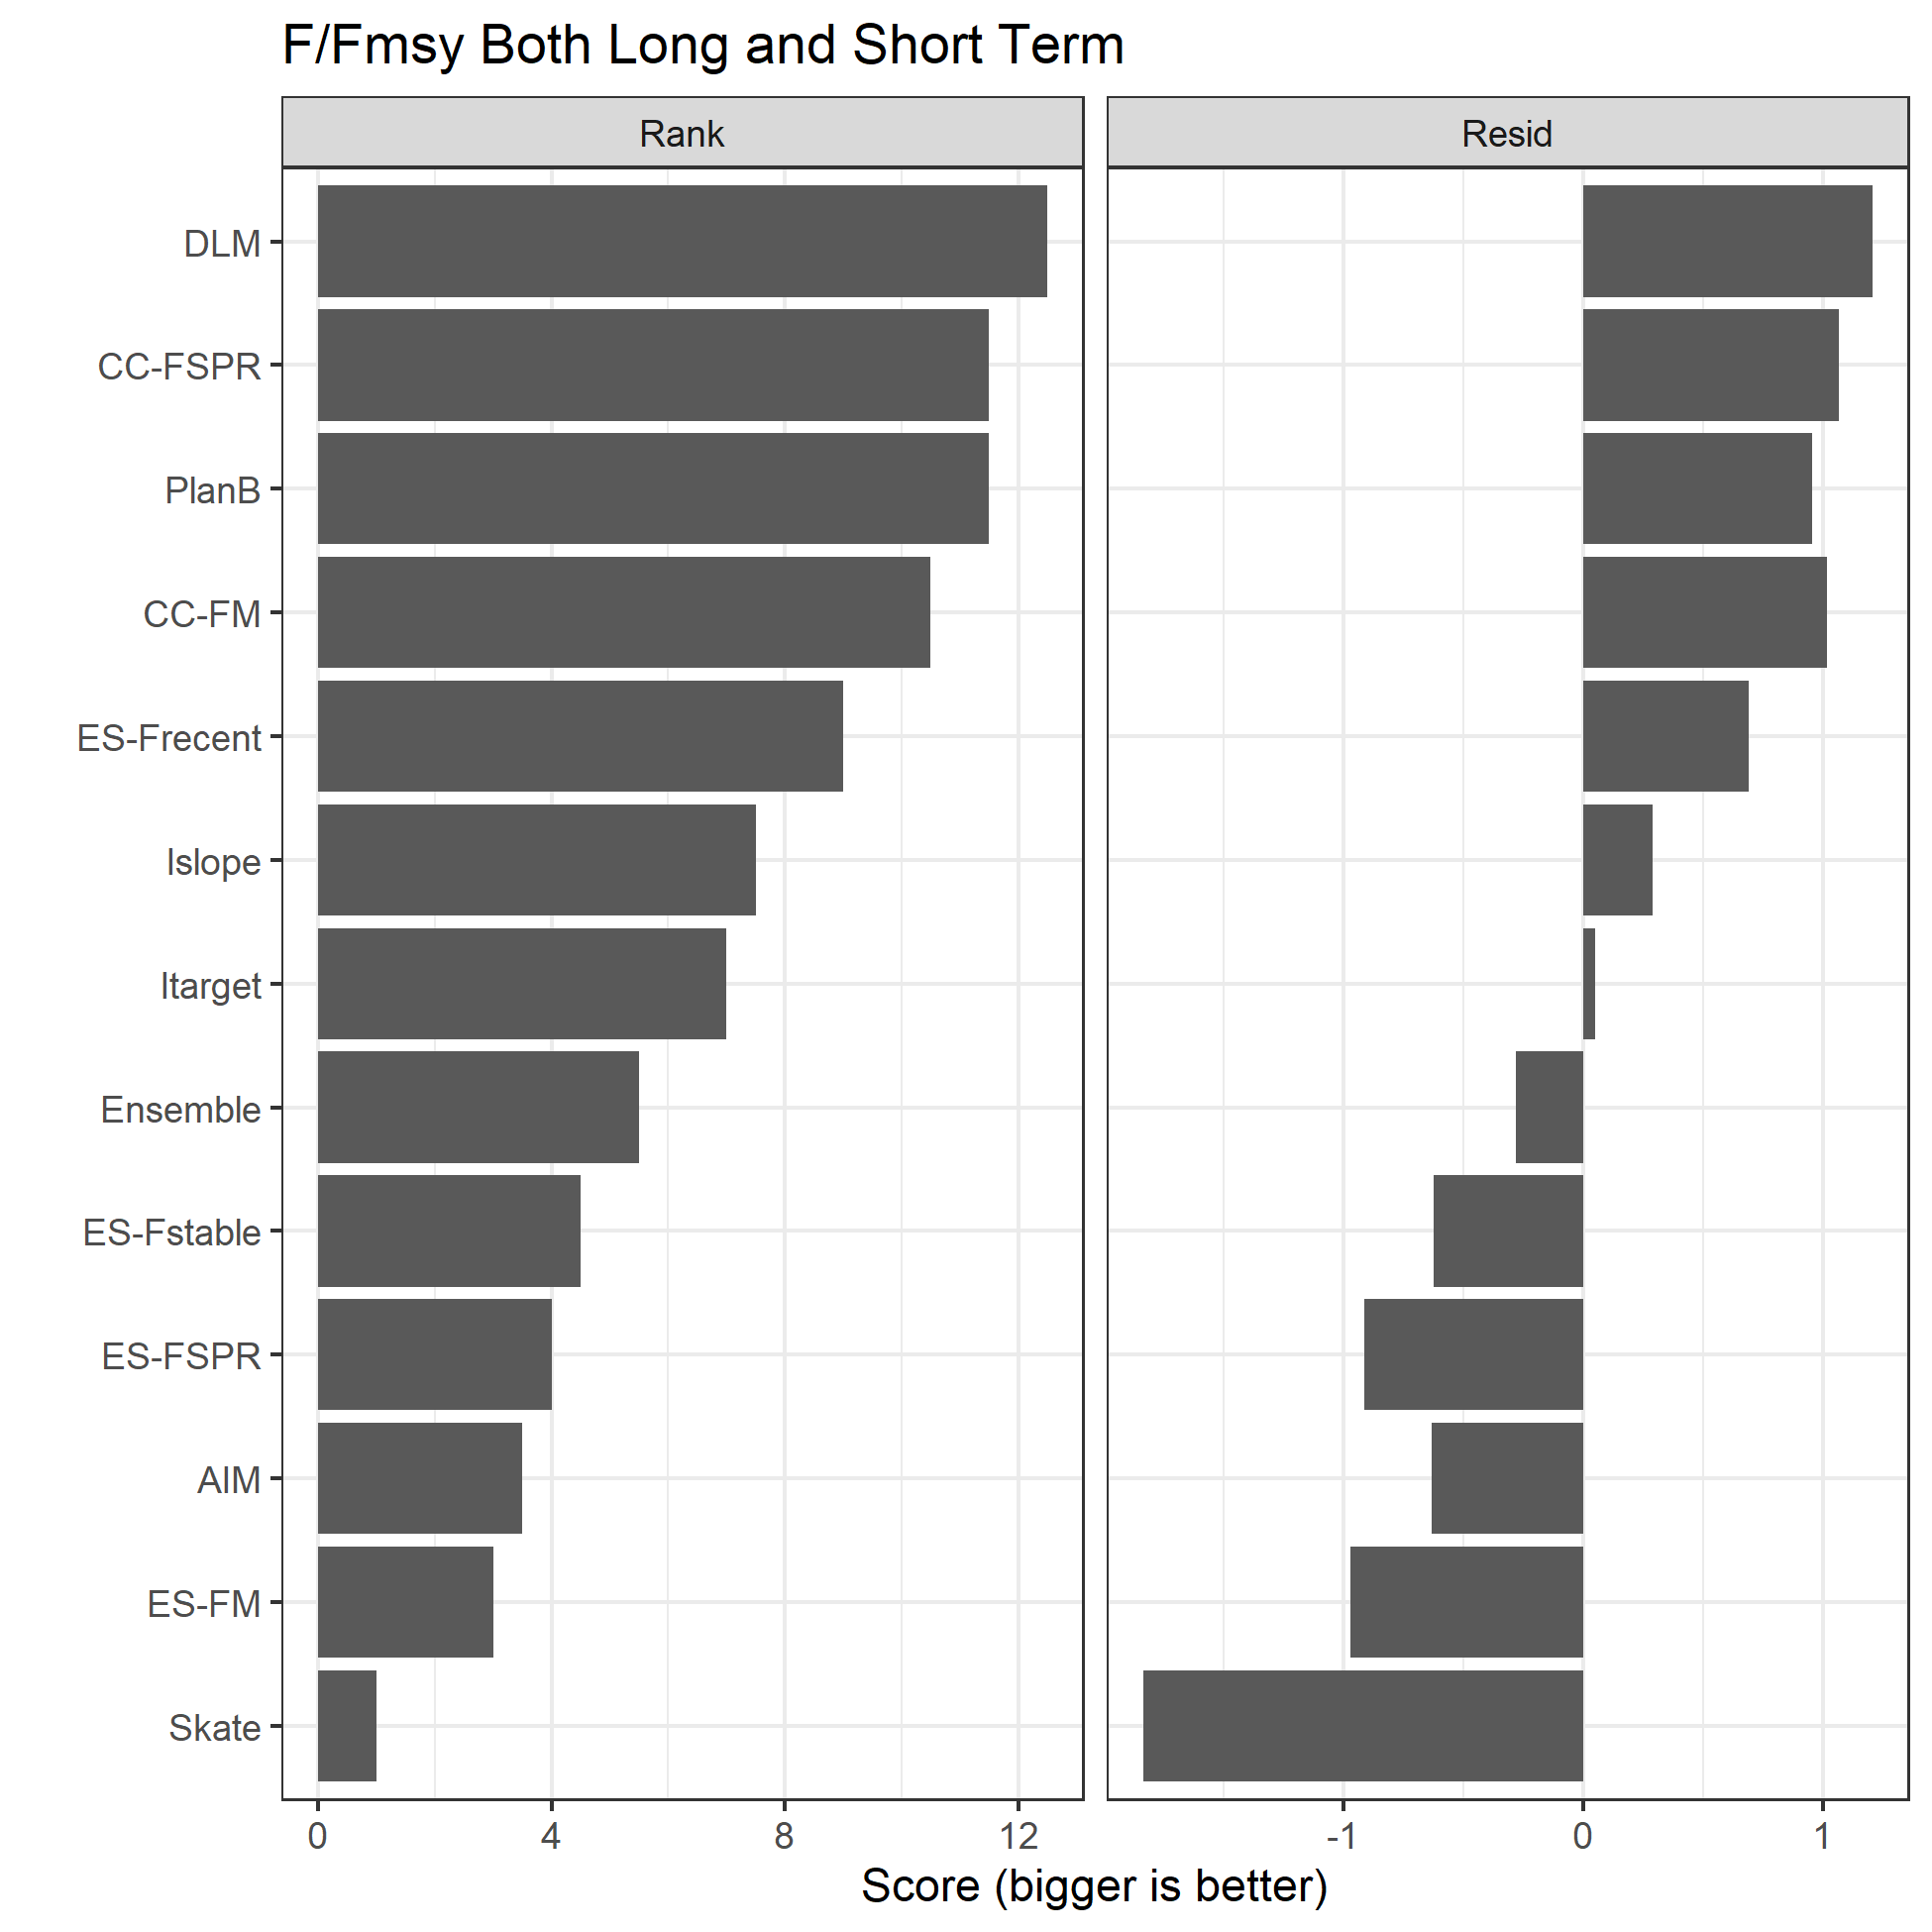 F/Fmsy Both Long and Short Term
Rank Resid
DLM
CC-FSPR
PlanB
CC-FM
ES-Frecent
Islope
Itarget
Ensemble
ES-Fstable
ES-FSPR
AIM
ES-FM
Skate
0 4 8 12 -1 0 1
Score (bigger is better)